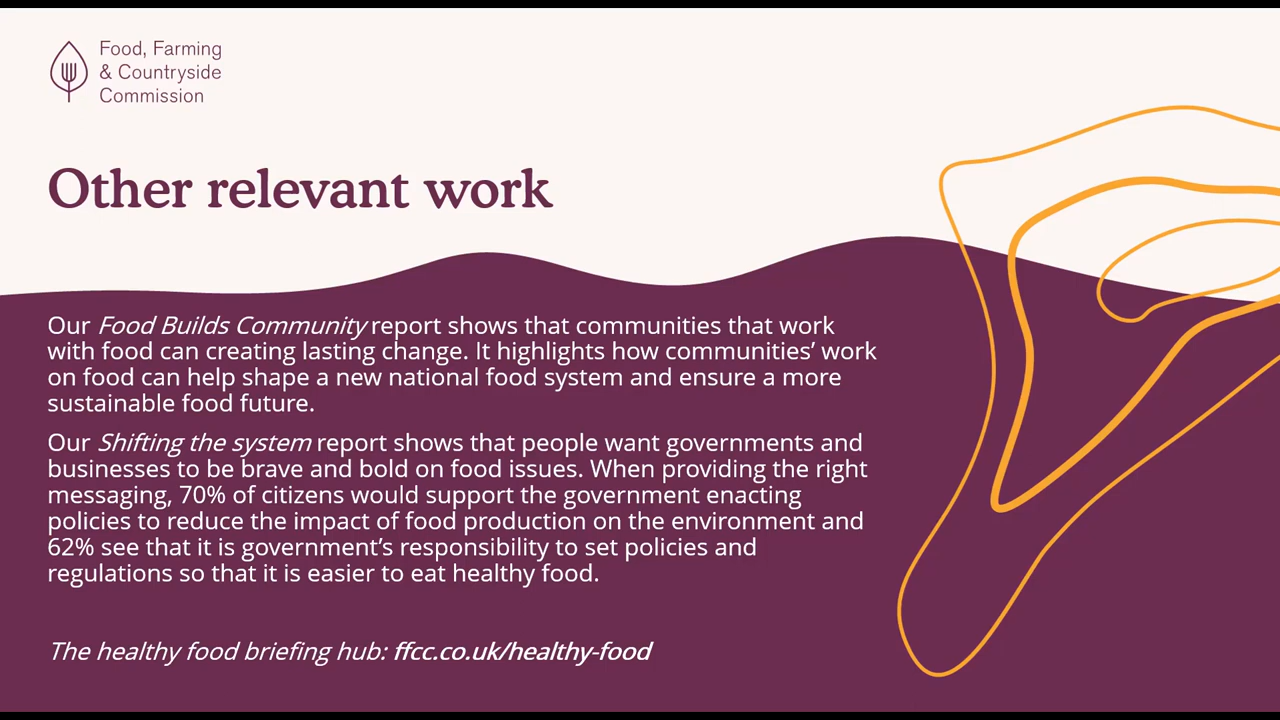 Food, Farming
& Countryside
Commission
Other relevant work
Our Food Builds Community report shows that communities that work
with food can creating lasting change. It highlights how communities’ work
on food can help shape a new national food system and ensure a more
sustainable food future.
Our Shifting the system report shows that people want governments and
businesses to be brave and bold on food issues. When providing the right
messaging, 70% of citizens would support the government enacting
policies to reduce the impact of food production on the environment and
62% see that it is government’s responsibility to set policies and
regulations so that it is easier to eat healthy food.
The healthy food briefing hub: ffcc.co.uk/healthy-food